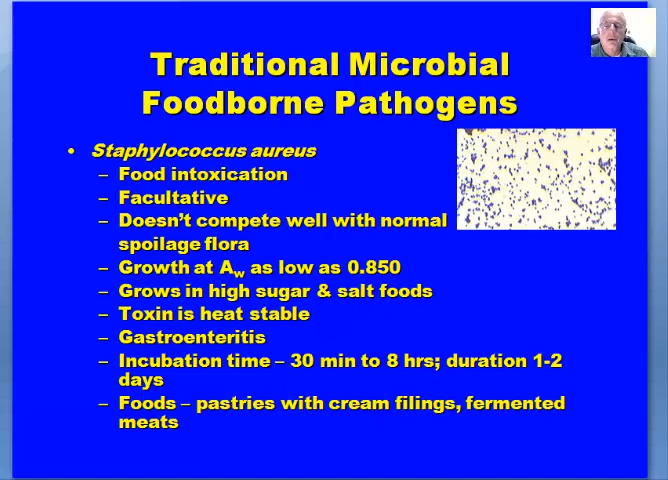 Traditional Microbial
Foodborne Pathogens
• Staphylococcus aureus
– Food intoxication
– Facultative
– Doesn't compete well with normal
spoilage flora
– Growth at Aw as low as 0.850
– Grows in high sugar & salt foods
– Toxin is heat stable
– Gastroenteritis
– Incubation time – 30 min to 8 hrs; duration 1-2
days
– Foods – pastries with cream filings, fermented
meats